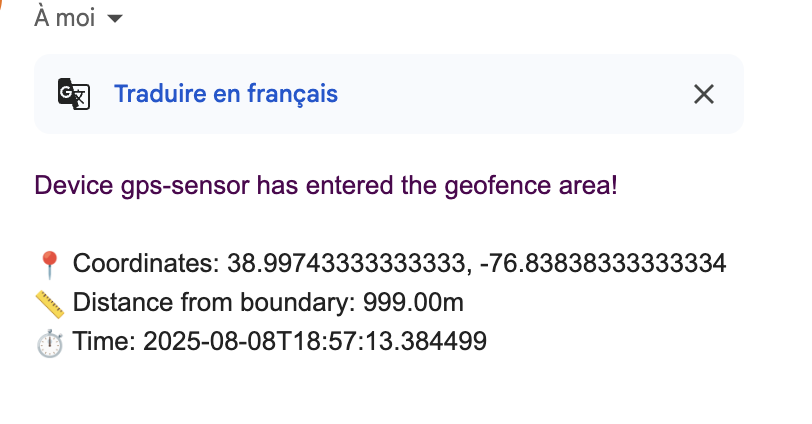 À moi
Traduire en français
Device gps-sensor has entered the geofence area!
📍 Coordinates: 38.99743333333333, -76.83838333333334
📏 Distance from boundary: 999.00m
⏱️ Time: 2025-08-08T18:57:13.384499